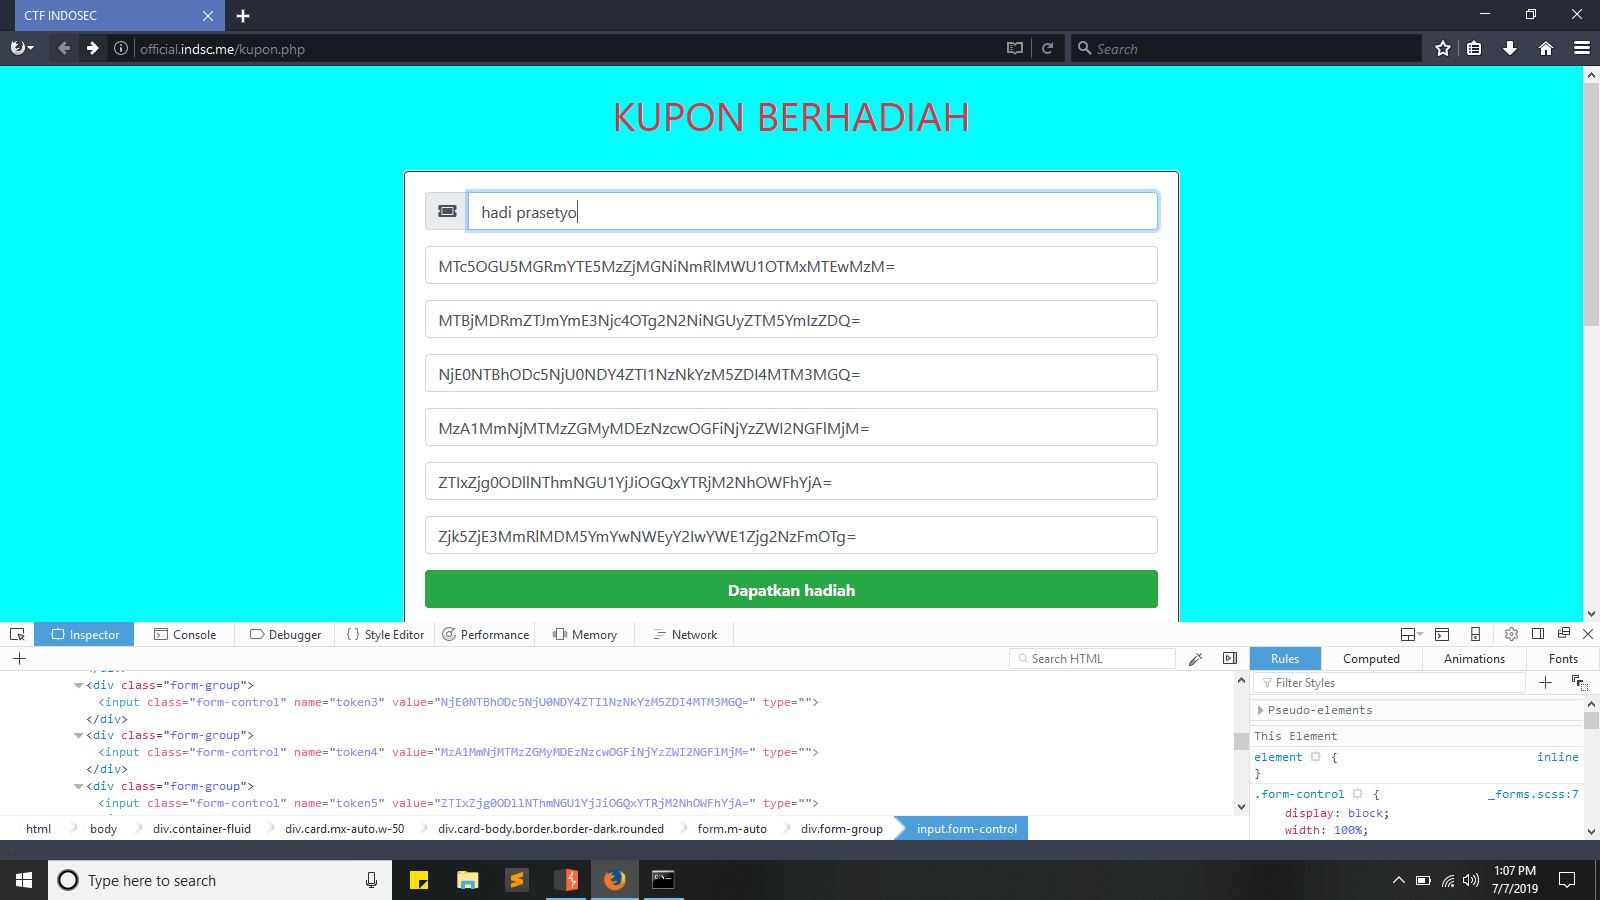 CTF INDOSEC
official.indsc.me/kupon.php
Search
KUPON BERHADIAH
hadi prasetyo
MTc5OGU5MGRmYTE5MzZjMGNiNmRlMWU1OTMxMTEwMzM=
MTBjMDRmZTJmYmE3Njc4OTg2N2NiNGUyZTM5YmIzZDQ=
NjE0NTBhODc5NjU0NDY4ZTI1NzNkYzM5ZDI4MTM3MGQ=
MzA1MmNjMTMzZGMyMDEzNzcwOGFiNjYzZWI2NGFlMjM=
ZTIxZjg0ODllNThmNGU1YjJiOGQxYTRjM2NhOWFhYjA=
Zjk5ZjE3MmRlMDM5YmYwNWEyY2IwYWE1Zjg2NzFmOTg=
Dapatkan hadiah
Inspector Console Debugger { } Style Editor Performance Memory Network
Search HTML
Rules Computed Animations Fonts
Filter Styles
</div>
<div class="form-group">
<input class="form-control" name="token3" value="NjE0NTBhODc5NjU0NDY4ZTI1NzNkYzM5ZDI4MTM3MGQ=" type="">
</div>
<div class="form-group">
<input class="form-control" name="token4" value="MzA1MmNjMTMzZGMyMDEzNzcwOGFiNjYzZWI2NGFlMjM=" type="">
</div>
<div class="form-group">
<input class="form-control" name="token5" value="ZTIxZjg0ODllNThmNGU1YjJiOGQxYTRjM2NhOWFhYjA=" type="">
Pseudo-elements
This Element
element { inline
}
.form-control { _forms.scss:7
display: block;
width: 100%;
html body div.container-fluid div.card.mx-auto.w-50 div.card-body.border.border-dark.rounded form.m-auto div.form-group input.form-control
Type here to search
1:07 PM
7/7/2019